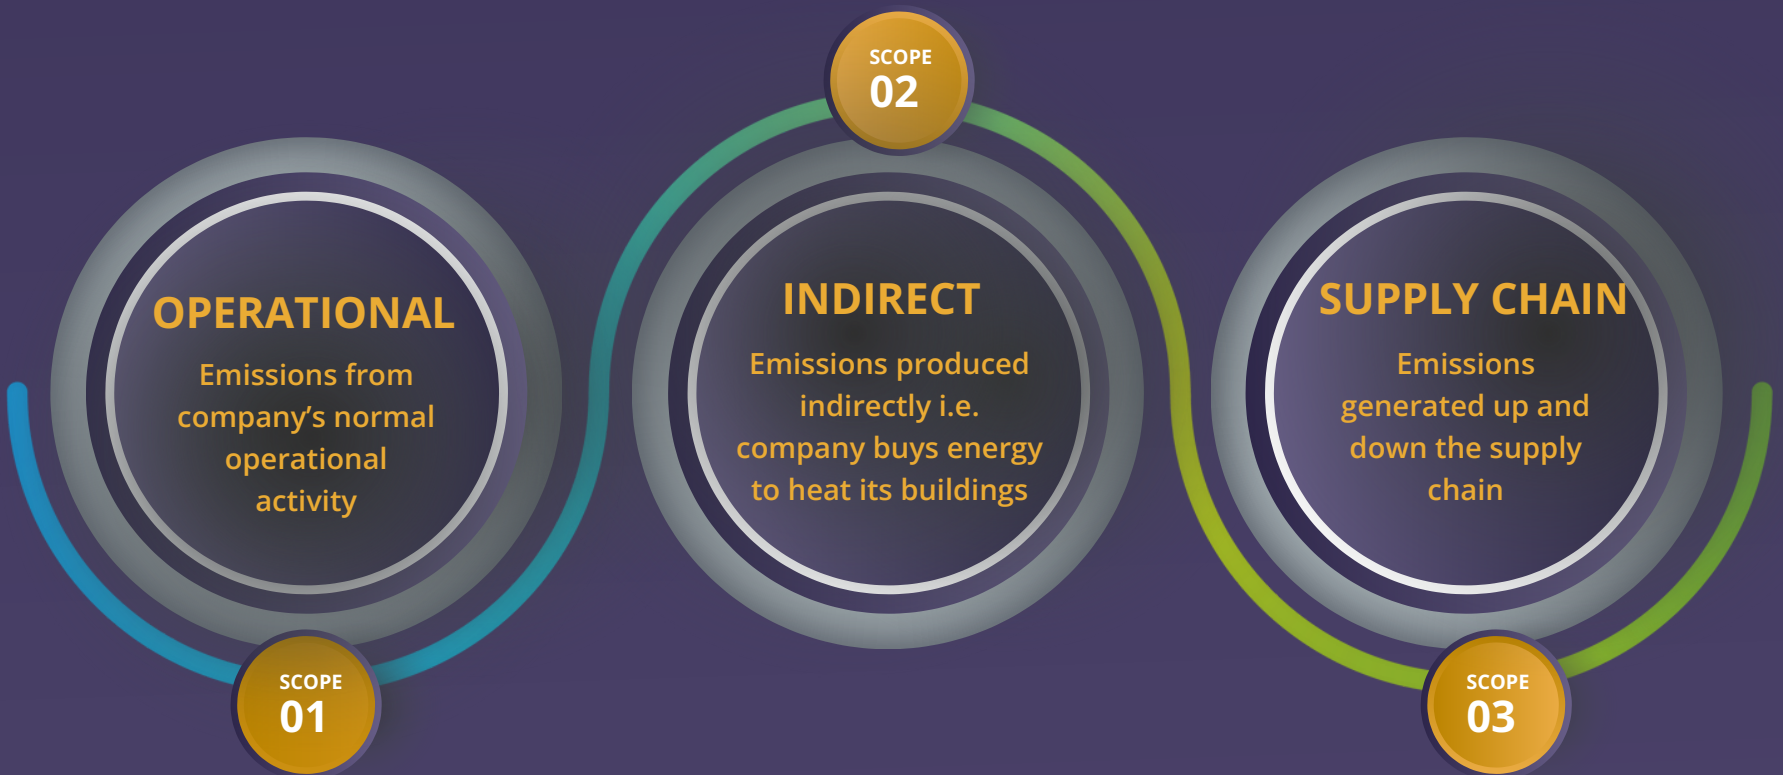 OPERATIONAL
Emissions from
company’s normal
operational
activity
SCOPE
01
SCOPE
02
INDIRECT
Emissions produced
indirectly i.e.
company buys energy
to heat its buildings
SUPPLY CHAIN
Emissions
generated up and
down the supply
chain
SCOPE
03